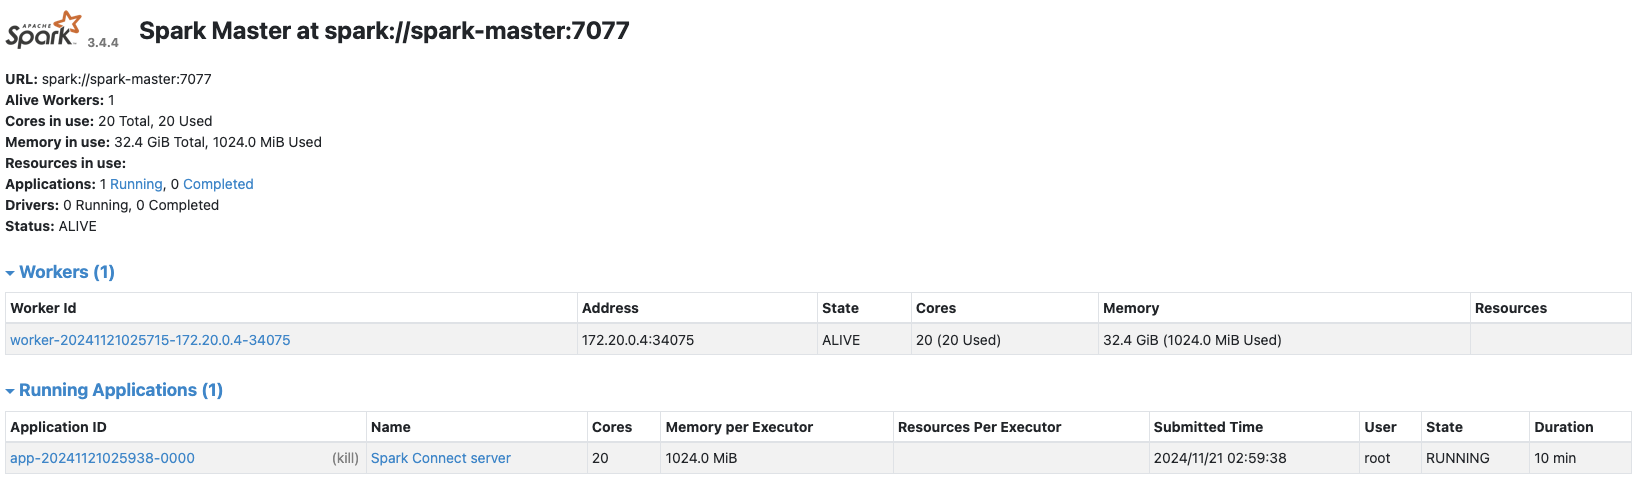 APACHE
Spark 3.4.4 Spark Master at spark://spark-master:7077
URL: spark://spark-master:7077
Alive Workers: 1
Cores in use: 20 Total, 20 Used
Memory in use: 32.4 GiB Total, 1024.0 MiB Used
Resources in use:
Applications: 1 Running, 0 Completed
Drivers: 0 Running, 0 Completed
Status: ALIVE
Workers (1)
Worker Id Address State Cores Memory Resources
worker-20241121025715-172.20.0.4-34075 172.20.0.4:34075 ALIVE 20 (20 Used) 32.4 GiB (1024.0 MiB Used)
Running Applications (1)
Application ID Name Cores Memory per Executor Resources Per Executor Submitted Time User State Duration
app-20241121025938-0000 (kill) Spark Connect server 20 1024.0 MiB 2024/11/21 02:59:38 root RUNNING 10 min